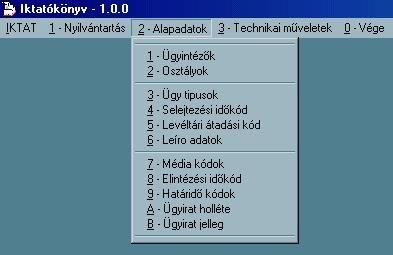 Iktatókönyv - 1.0.0
IKTAT 1 - Nyilvántartás 2 - Alapadatok 3 - Technikai műveletek 0 - Vége
1 - Ügyintézők
2 - Osztályok
3 - Ügy tipusok
4 - Selejtezési időkód
5 - Levéltári átadási kód
6 - Leíro adatok
7 - Média kódok
8 - Elintézési időkód
9 - Határidő kódok
A - Ügyirat holléte
B - Ügyirat jelleg